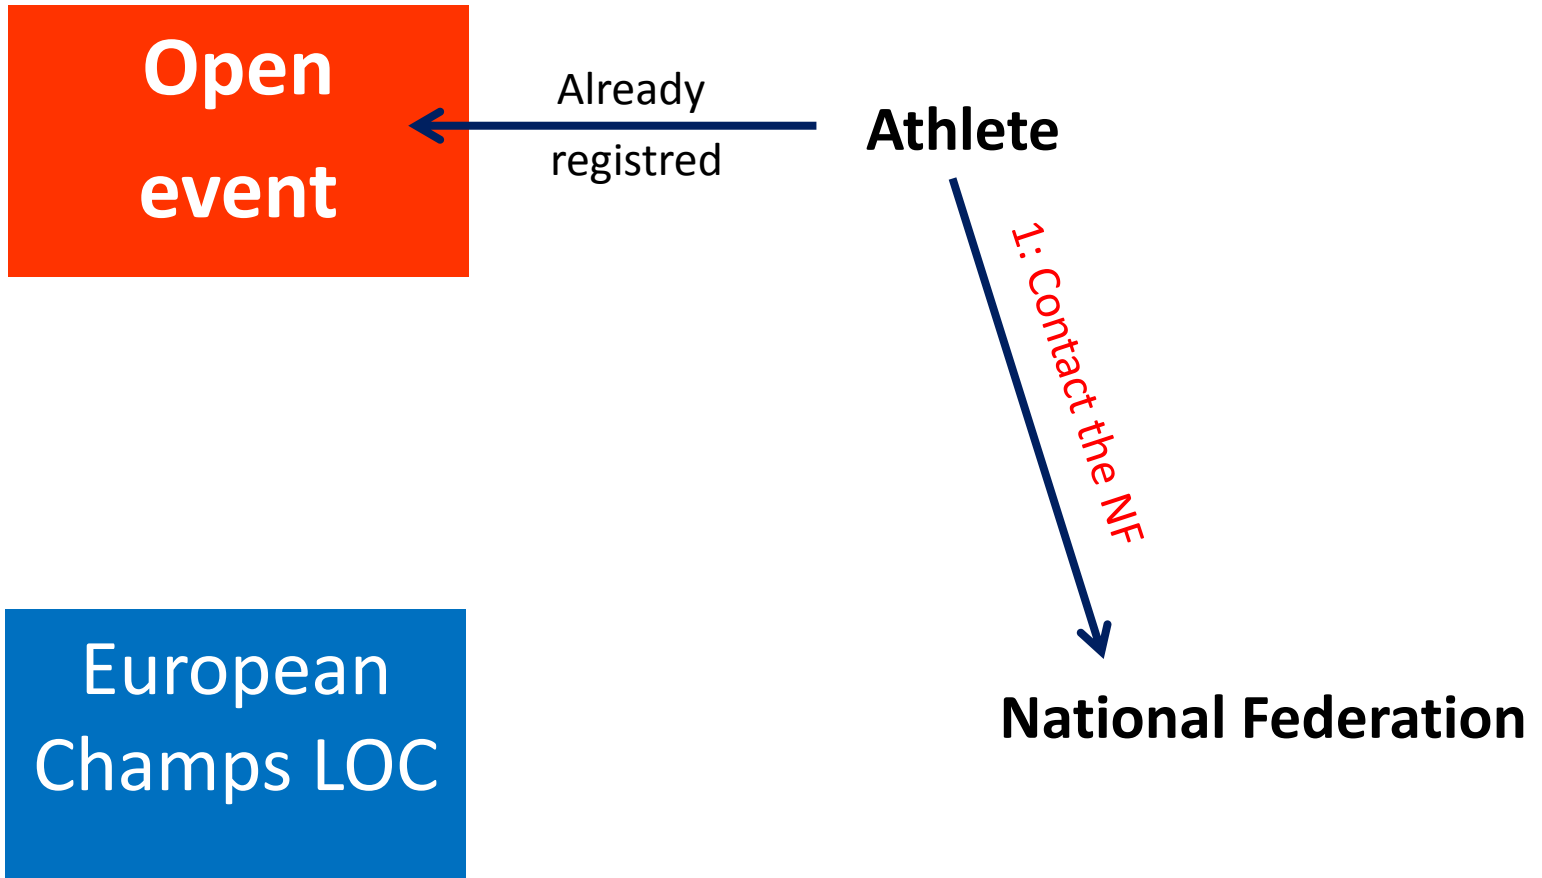 Open
event
Already
registred
Athlete
1: Contact the NF
European
Champs LOC
National Federation